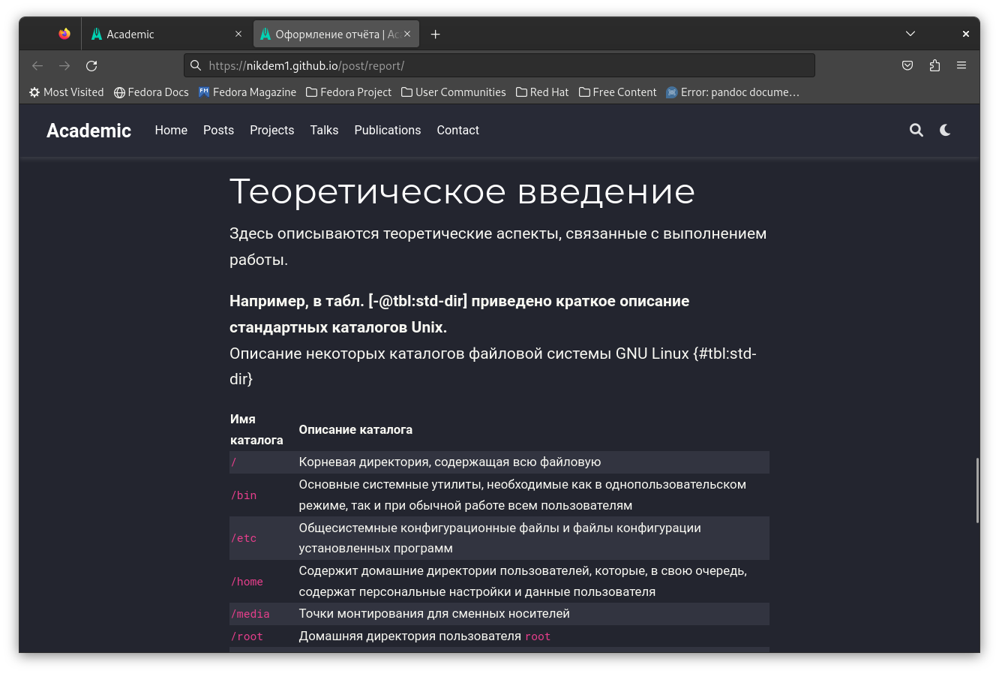 Academic
Оформление отчёта | Ac
https://nikdem1.github.io/post/report/
Most Visited Fedora Docs Fedora Magazine Fedora Project User Communities Red Hat Free Content Error: pandoc docume…
Academic Home Posts Projects Talks Publications Contact
Теоретическое введение
Здесь описываются теоретические аспекты, связанные с выполнением
работы.
Например, в табл. [-@tbl:std-dir] приведено краткое описание
стандартных каталогов Unix.
Описание некоторых каталогов файловой системы GNU Linux {#tbl:std-
dir}
Имя
каталога
Описание каталога
/ Корневая директория, содержащая всю файловую
/bin Основные системные утилиты, необходимые как в однопользовательском
режиме, так и при обычной работе всем пользователям
/etc Общесистемные конфигурационные файлы и файлы конфигурации
установленных программ
/home Содержит домашние директории пользователей, которые, в свою очередь,
содержат персональные настройки и данные пользователя
/media Точки монтирования для сменных носителей
/root Домашняя директория пользователя root